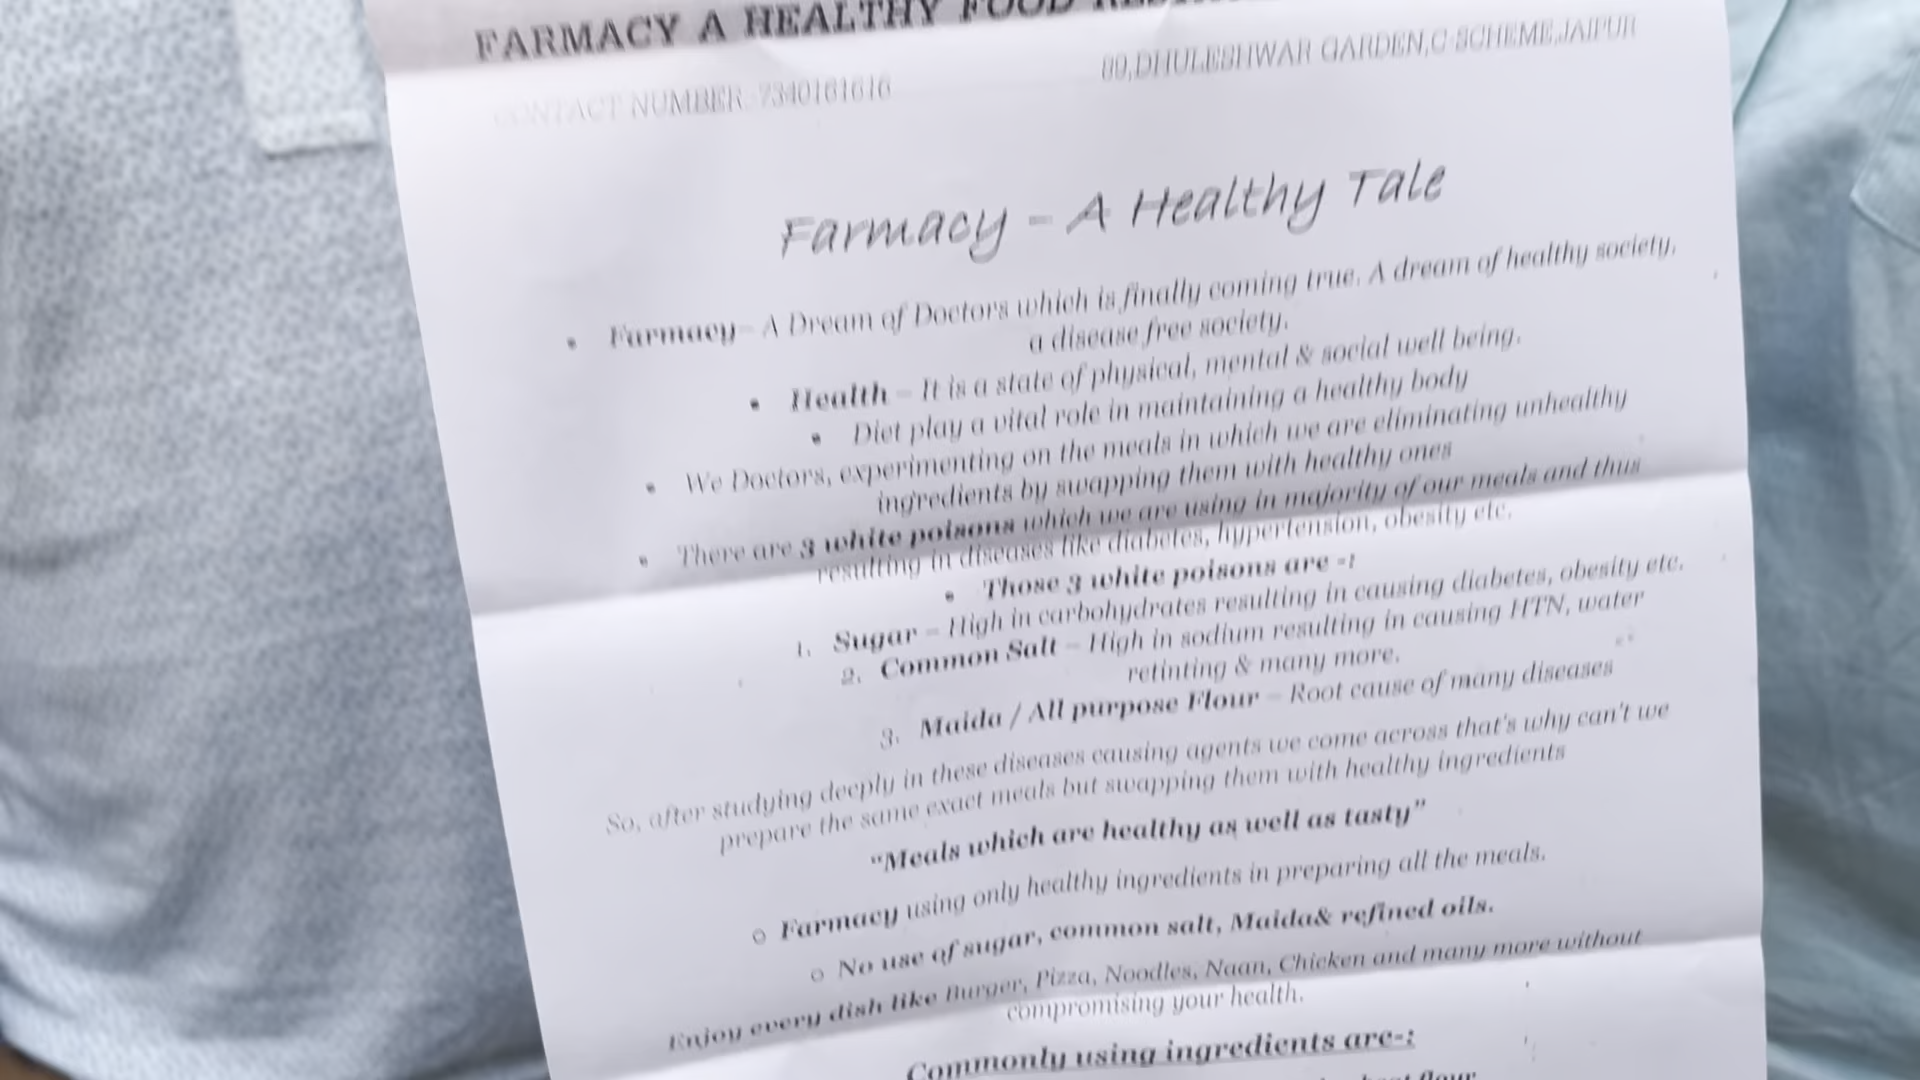 FARMACY A HEALTHY FOOD
89,DHULESHWAR GARDEN,C-SCHEME,JAIPUR
CONTACT NUMBER- 7340161616
Farmacy – A Healthy Tale
• Farmacy– A Dream of Doctors which is finally coming true. A dream of healthy society,
a disease free society.
• Health – It is a state of physical, mental & social well being.
• Diet play a vital role in maintaining a healthy body
• We Doctors, experimenting on the meals in which we are eliminating unhealthy
ingredients by swapping them with healthy ones
• There are 3 white poisons which we are using in majority of our meals and thus
resulting in diseases like diabetes, hypertension, obesity etc.
• Those 3 white poisons are -:
1. Sugar – High in carbohydrates resulting in causing diabetes, obesity etc.
2. Common Salt – High in sodium resulting in causing HTN, water
retinting & many more.
3. Maida / All purpose Flour – Root cause of many diseases
So, after studying deeply in these diseases causing agents we come across that's why can't we
prepare the same exact meals but swapping them with healthy ingredients
“Meals which are healthy as well as tasty”
○ Farmacy using only healthy ingredients in preparing all the meals.
○ No use of sugar, common salt, Maida& refined oils.
Enjoy every dish like Burger, Pizza, Noodles, Naan, Chicken and many more without
compromising your health.
Commonly using ingredients are-:
flour